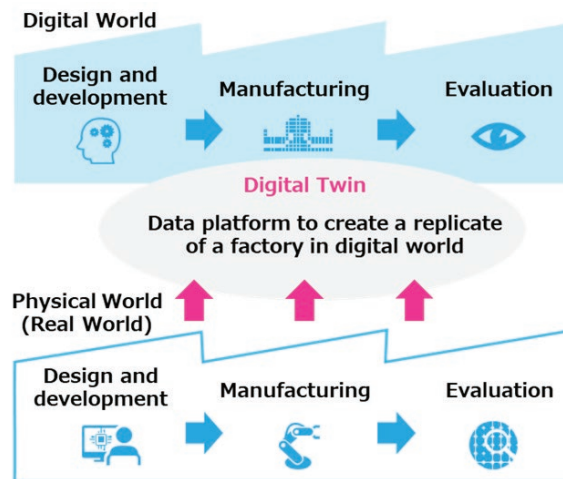 Digital World
Design and
development
Manufacturing
Evaluation
Digital Twin
Data platform to create a replicate
of a factory in digital world
Physical World
(Real World)
Design and
development
Manufacturing
Evaluation